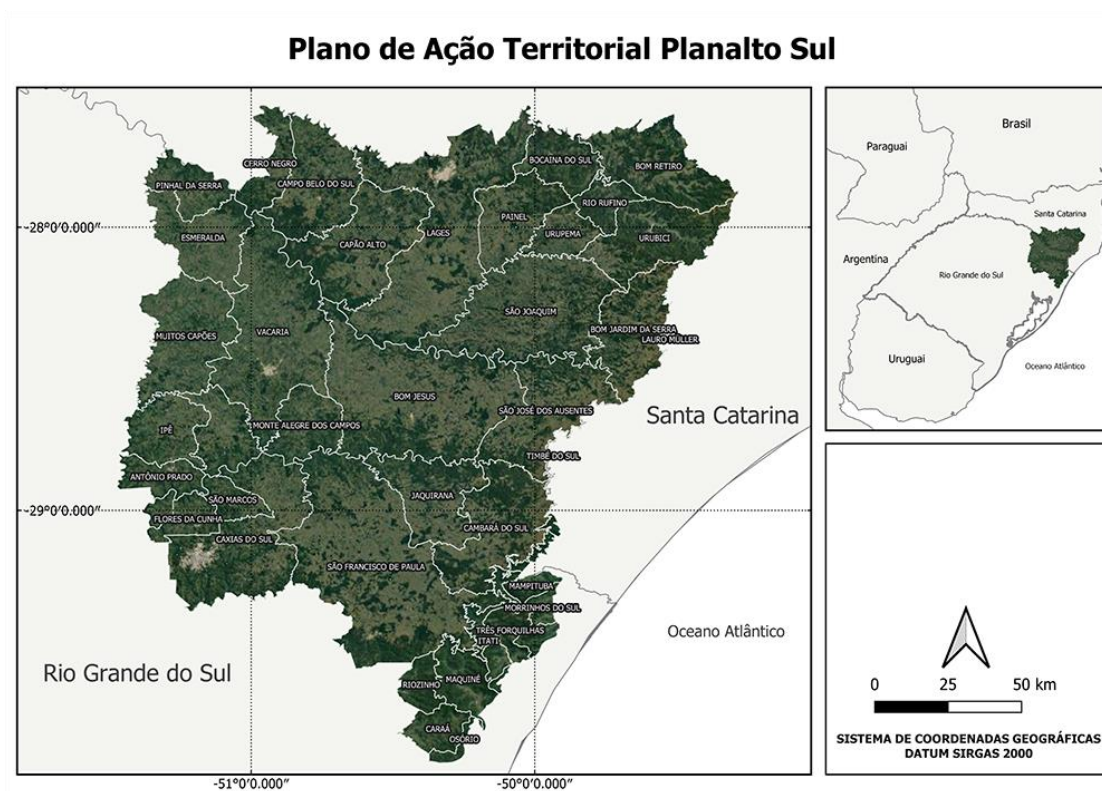 Plano de Ação Territorial Planalto Sul
CERRO NEGRO
PINHAL DA SERRA
CAMPO BELO DO SUL
BOCAINA DO SUL
BOM RETIRO
RIO RUFINO
PAINEL
-28°0'0.000"
ESMERALDA
CAPÃO ALTO
LAGES
URUPEMA
URUBICI
SÃO JOAQUIM
MUITOS CAPÕES
VACARIA
BOM JARDIM DA SERRA
LAURO MÜLLER
BOM JESUS
SÃO JOSÉ DOS AUSENTES
Santa Catarina
IPÊ
MONTE ALEGRE DOS CAMPOS
TIMBÉ DO SUL
ANTÔNIO PRADO
JAQUIRANA
SÃO MARCOS
-29°0'0.000"
FLORES DA CUNHA
CAMBARÁ DO SUL
CAXIAS DO SUL
SÃO FRANCISCO DE PAULA
MAMPITUBA
MORRINHOS DO SUL
TRÊS FORQUILHAS
ITATI
Oceano Atlântico
Rio Grande do Sul
RIOZINHO
MAQUINÉ
CARAÁ
OSÓRIO
-51°0'0.000"
-50°0'0.000"
Brasil
Paraguai
Santa Catarina
Argentina
Rio Grande do Sul
Uruguai
Oceano Atlântico
0 25 50 km
SISTEMA DE COORDENADAS GEOGRÁFICAS
DATUM SIRGAS 2000